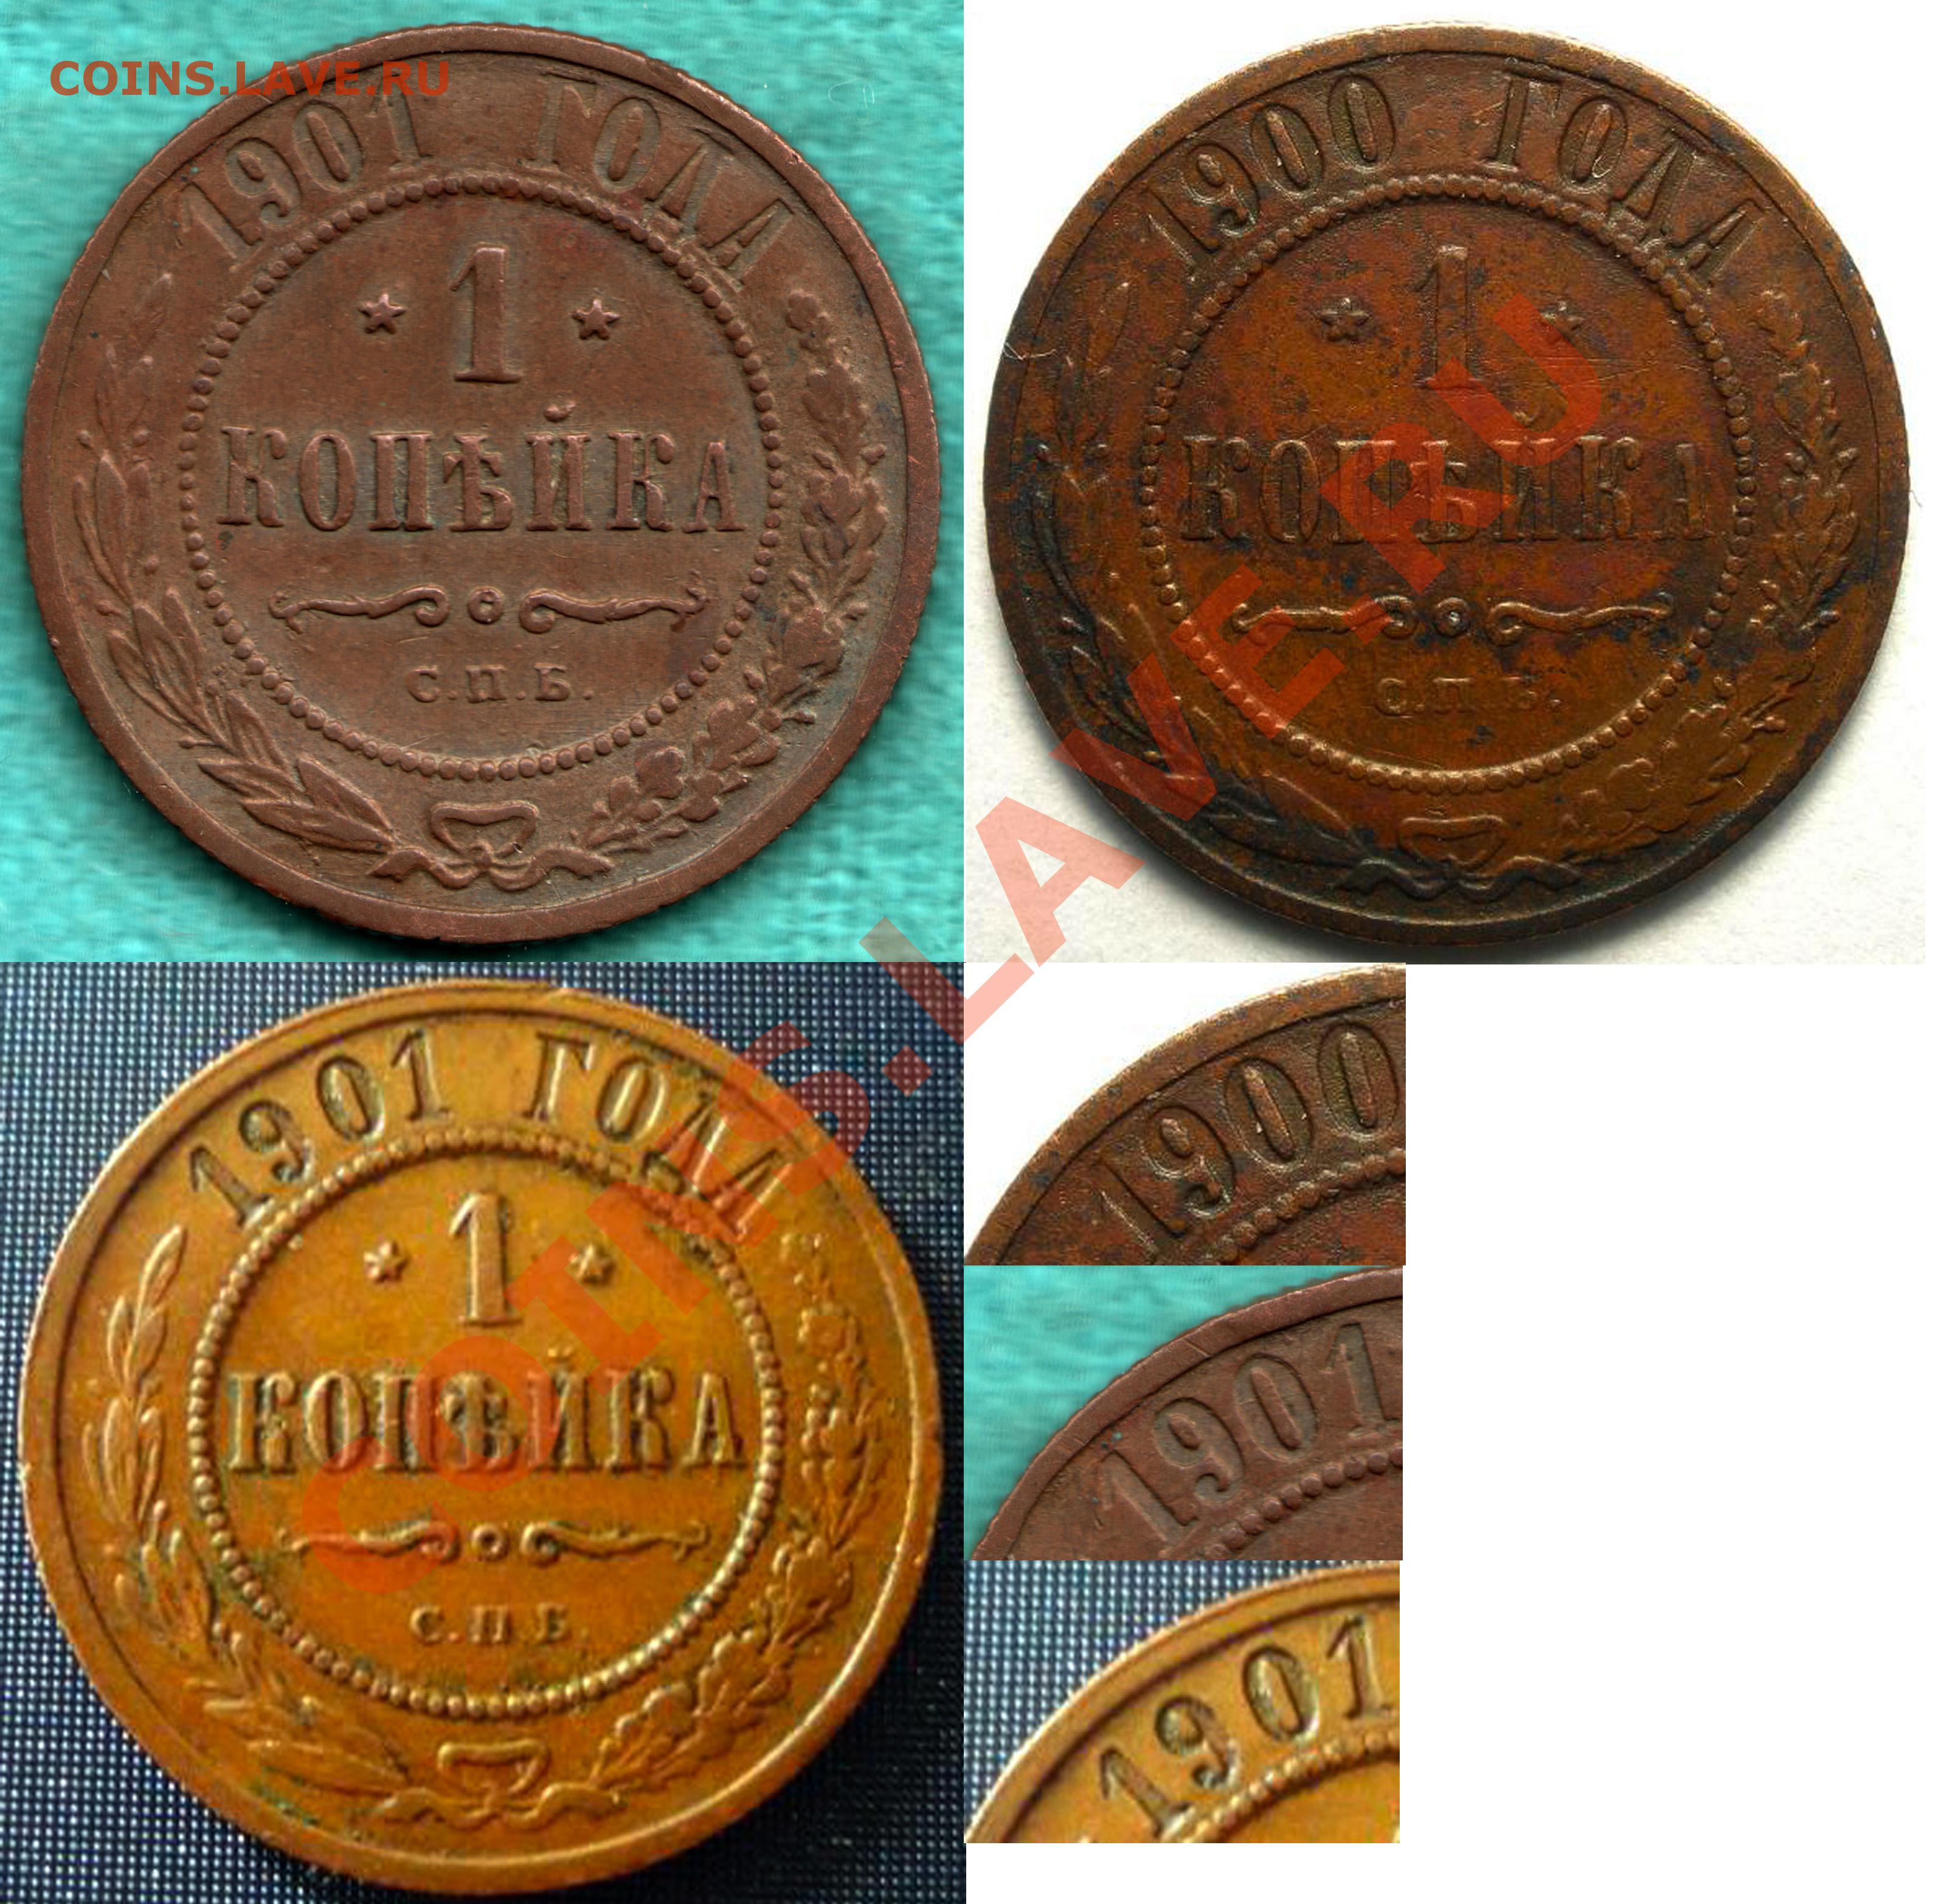 COINS.LAVE.RU
1901 ГОДА
1
КОПѢЙКА
С.П.Б.
1900 ГОДА
1
КОПѢЙКА
С.П.Б.
1901 ГОДА
1
КОПѢЙКА
С.П.Б.
1900
1901
1901
COINS.LAVE.RU